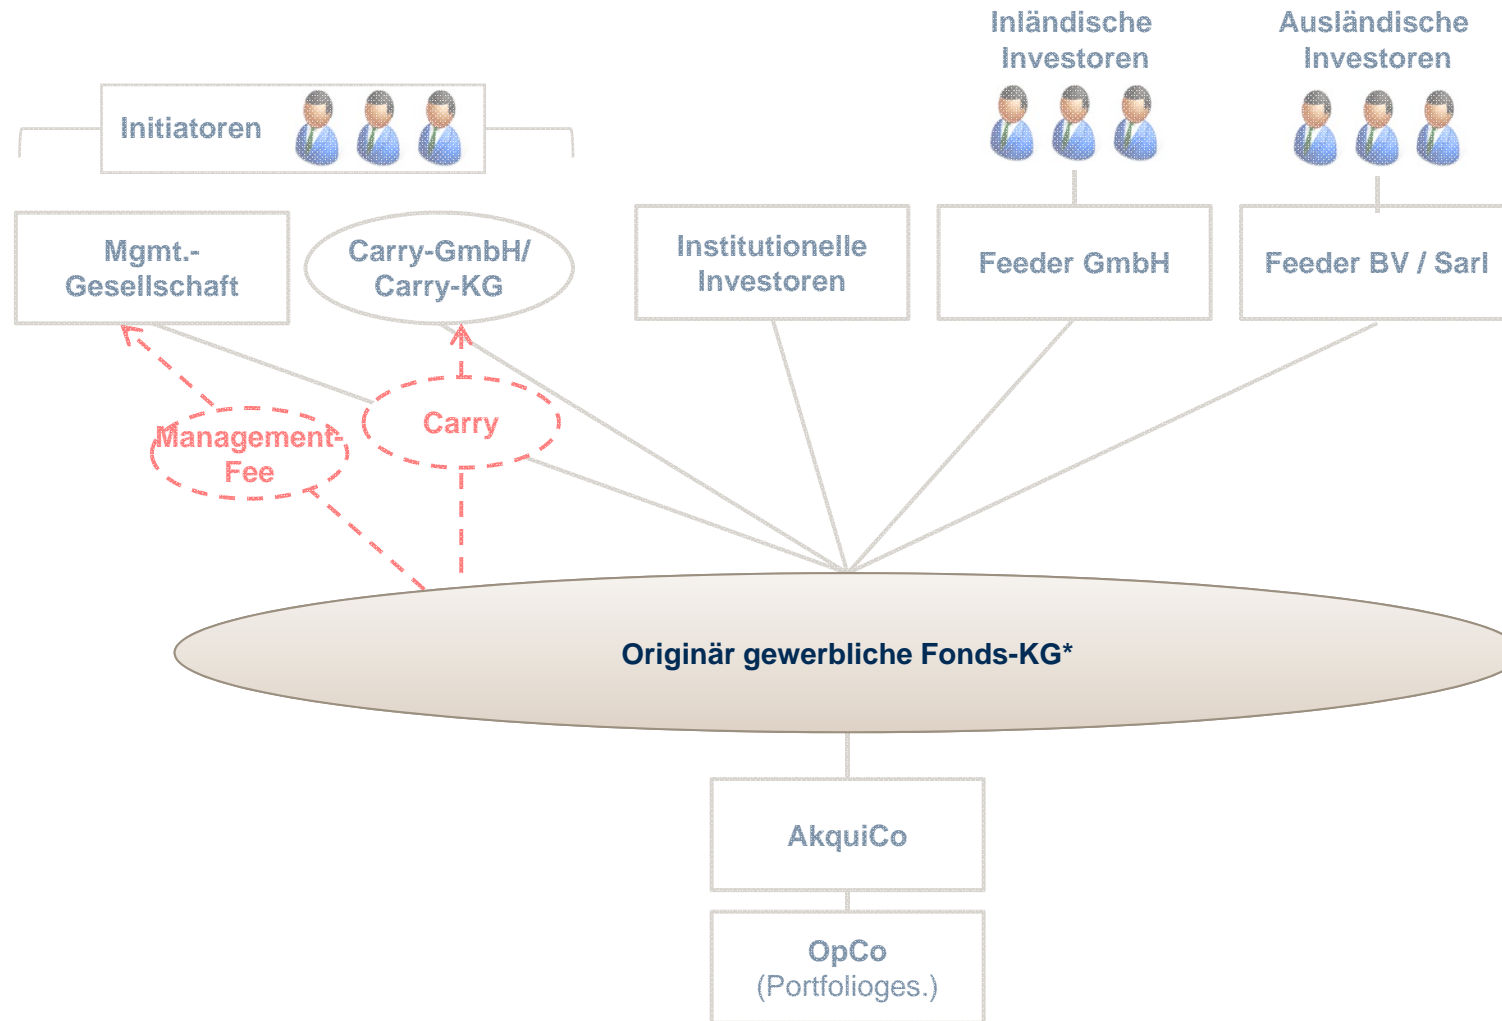 Inländische
Investoren
Ausländische
Investoren
Initiatoren
Mgmt.-
Gesellschaft
Carry-GmbH/
Carry-KG
Institutionelle
Investoren
Feeder GmbH
Feeder BV / Sarl
Management-
Fee
Carry
Originär gewerbliche Fonds-KG*
AkquiCo
OpCo
(Portfolioges.)